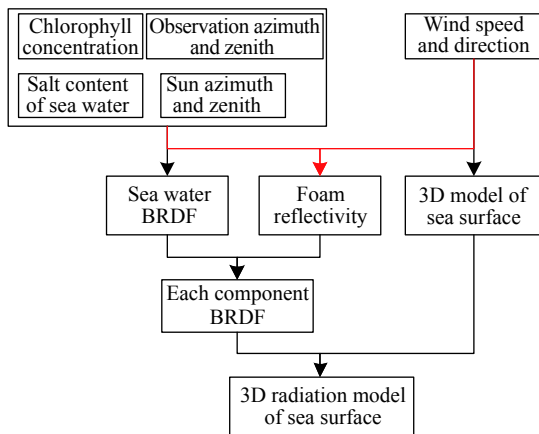 Chlorophyll
concentration
Observation azimuth
and zenith
Wind speed
and direction
Salt content
of sea water
Sun azimuth
and zenith
Sea water
BRDF
Foam
reflectivity
3D model of
sea surface
Each component
BRDF
3D radiation model
of sea surface